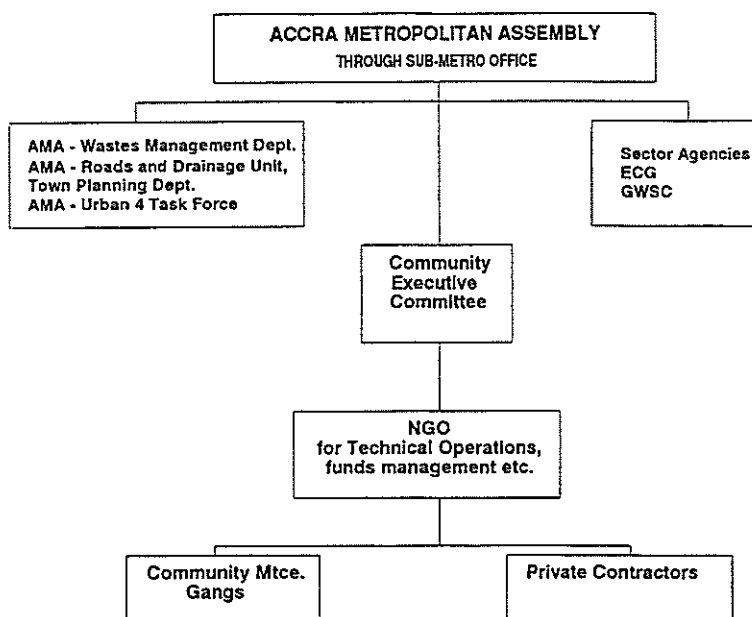 ACCRA METROPOLITAN ASSEMBLY
THROUGH SUB-METRO OFFICE
AMA - Wastes Management Dept.
AMA - Roads and Drainage Unit,
Town Planning Dept.
AMA - Urban 4 Task Force
Sector Agencies
ECG
GWSC
Community
Executive
Committee
NGO
for Technical Operations,
funds management etc.
Community Mtce.
Gangs
Private Contractors